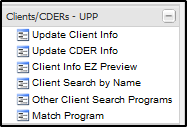 Clients/CDERs - UPP
Update Client Info
Update CDER Info
Client Info EZ Preview
Client Search by Name
Other Client Search Programs
Match Program